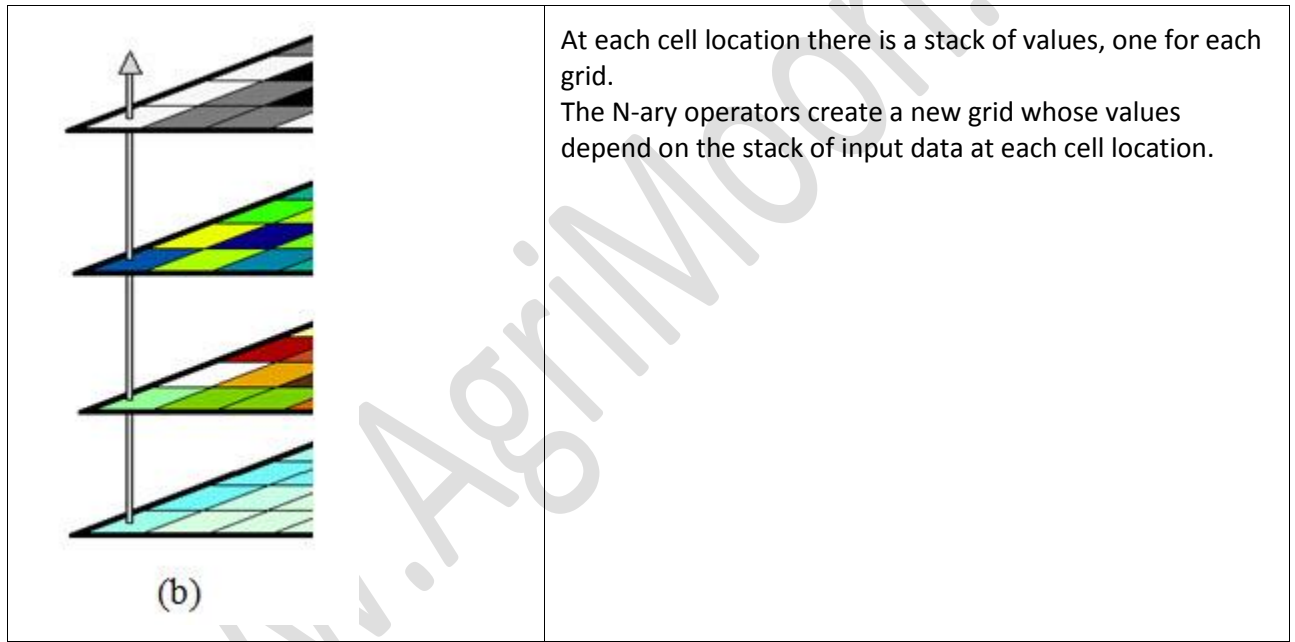 At each cell location there is a stack of values, one for each
grid.
The N-ary operators create a new grid whose values
depend on the stack of input data at each cell location.
(b)
w.AgriMoon.